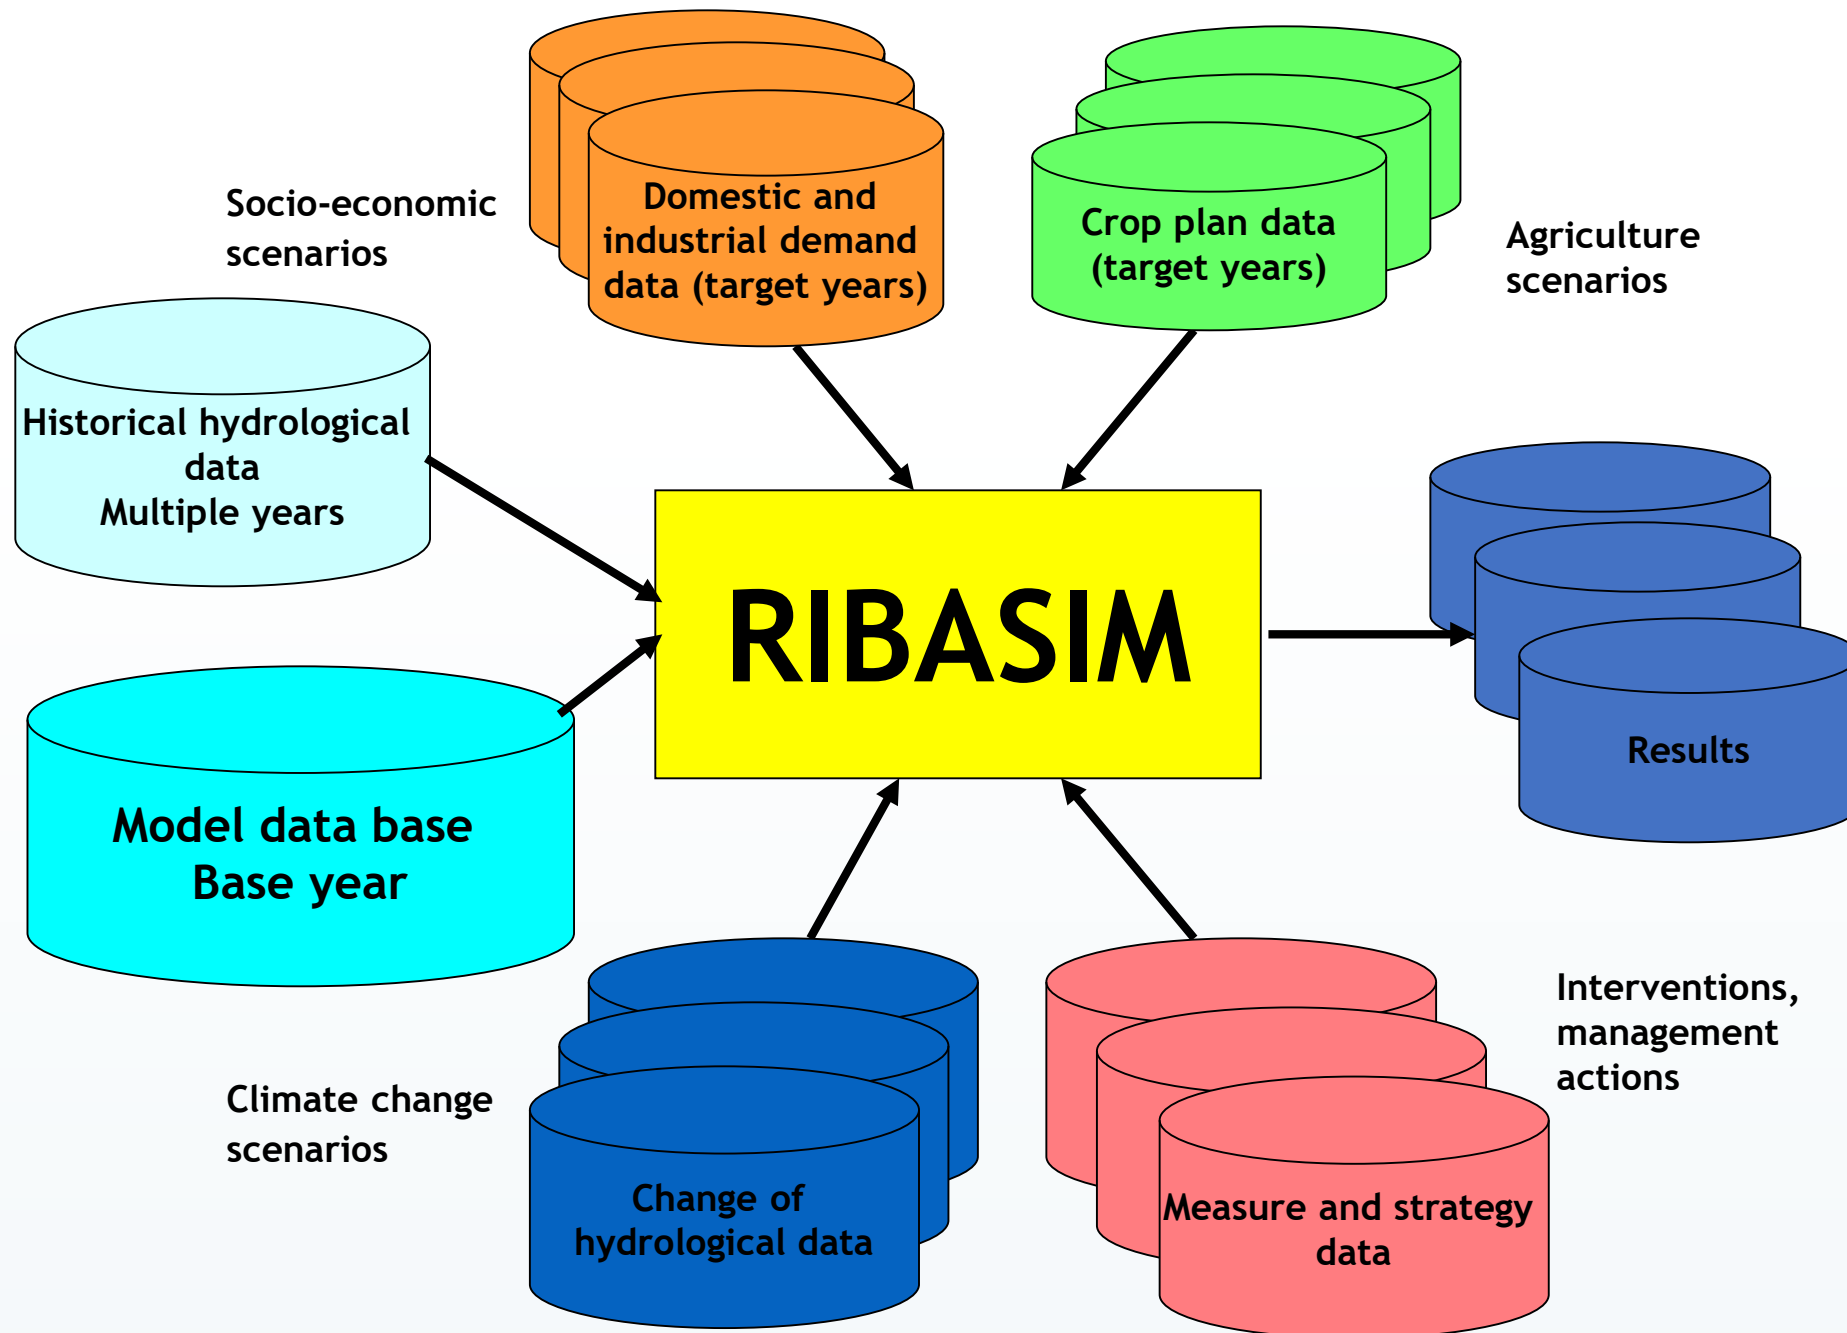 Socio-economic
scenarios
Domestic and
industrial demand
data (target years)
Crop plan data
(target years)
Agriculture
scenarios
Historical hydrological
data
Multiple years
RIBASIM
Results
Model data base
Base year
Climate change
scenarios
Change of
hydrological data
Measure and strategy
data
Interventions,
management
actions